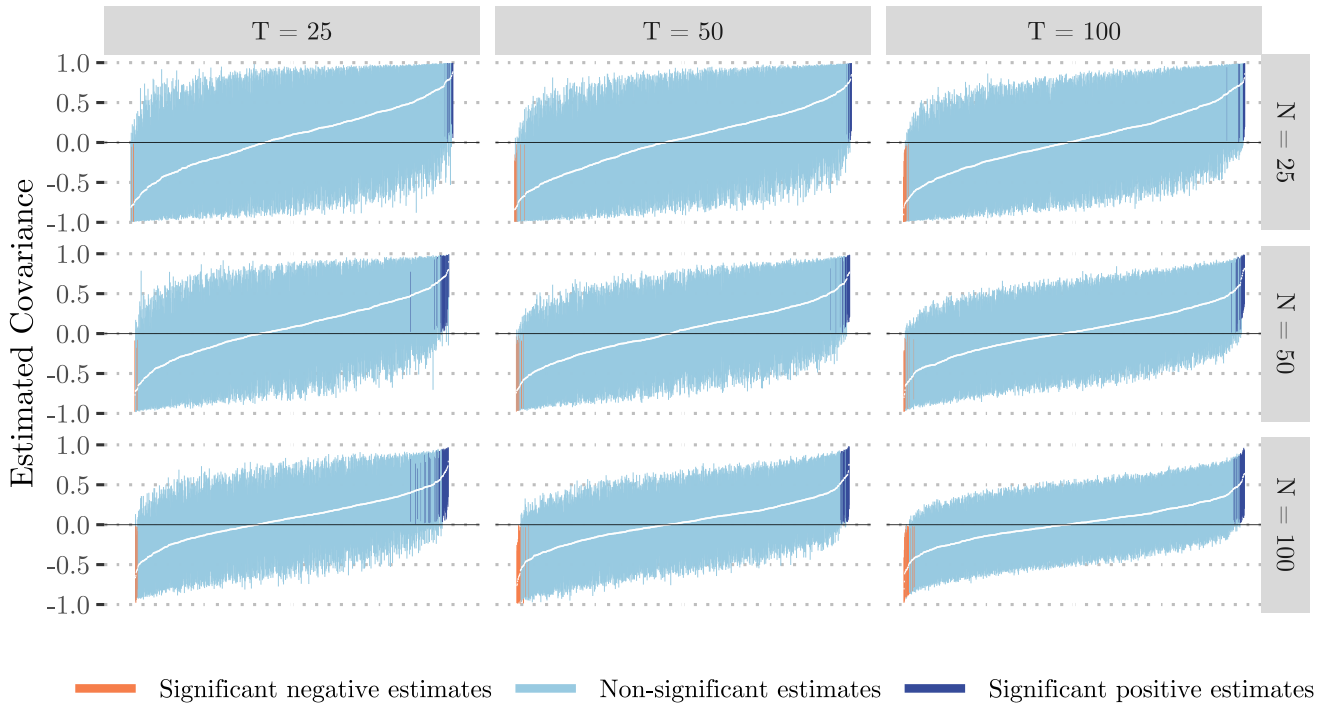 T = 25
T = 50
T = 100
Estimated Covariance
1.0
0.5
0.0
-0.5
-1.0
N = 25
1.0
0.5
0.0
-0.5
-1.0
N = 50
1.0
0.5
0.0
-0.5
-1.0
N = 100
Significant negative estimates
Non-significant estimates
Significant positive estimates